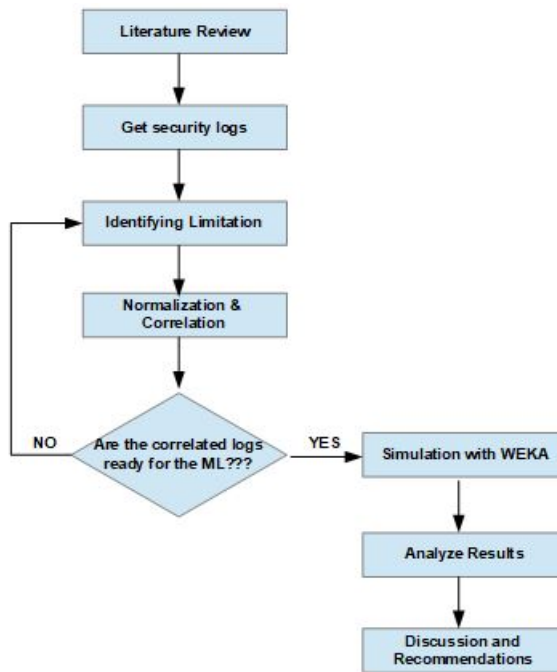 Literature Review
Get security logs
Identifying Limitation
Normalization &
Correlation
NO
Are the correlated logs
ready for the ML???
YES
Simulation with WEKA
Analyze Results
Discussion and
Recommendations